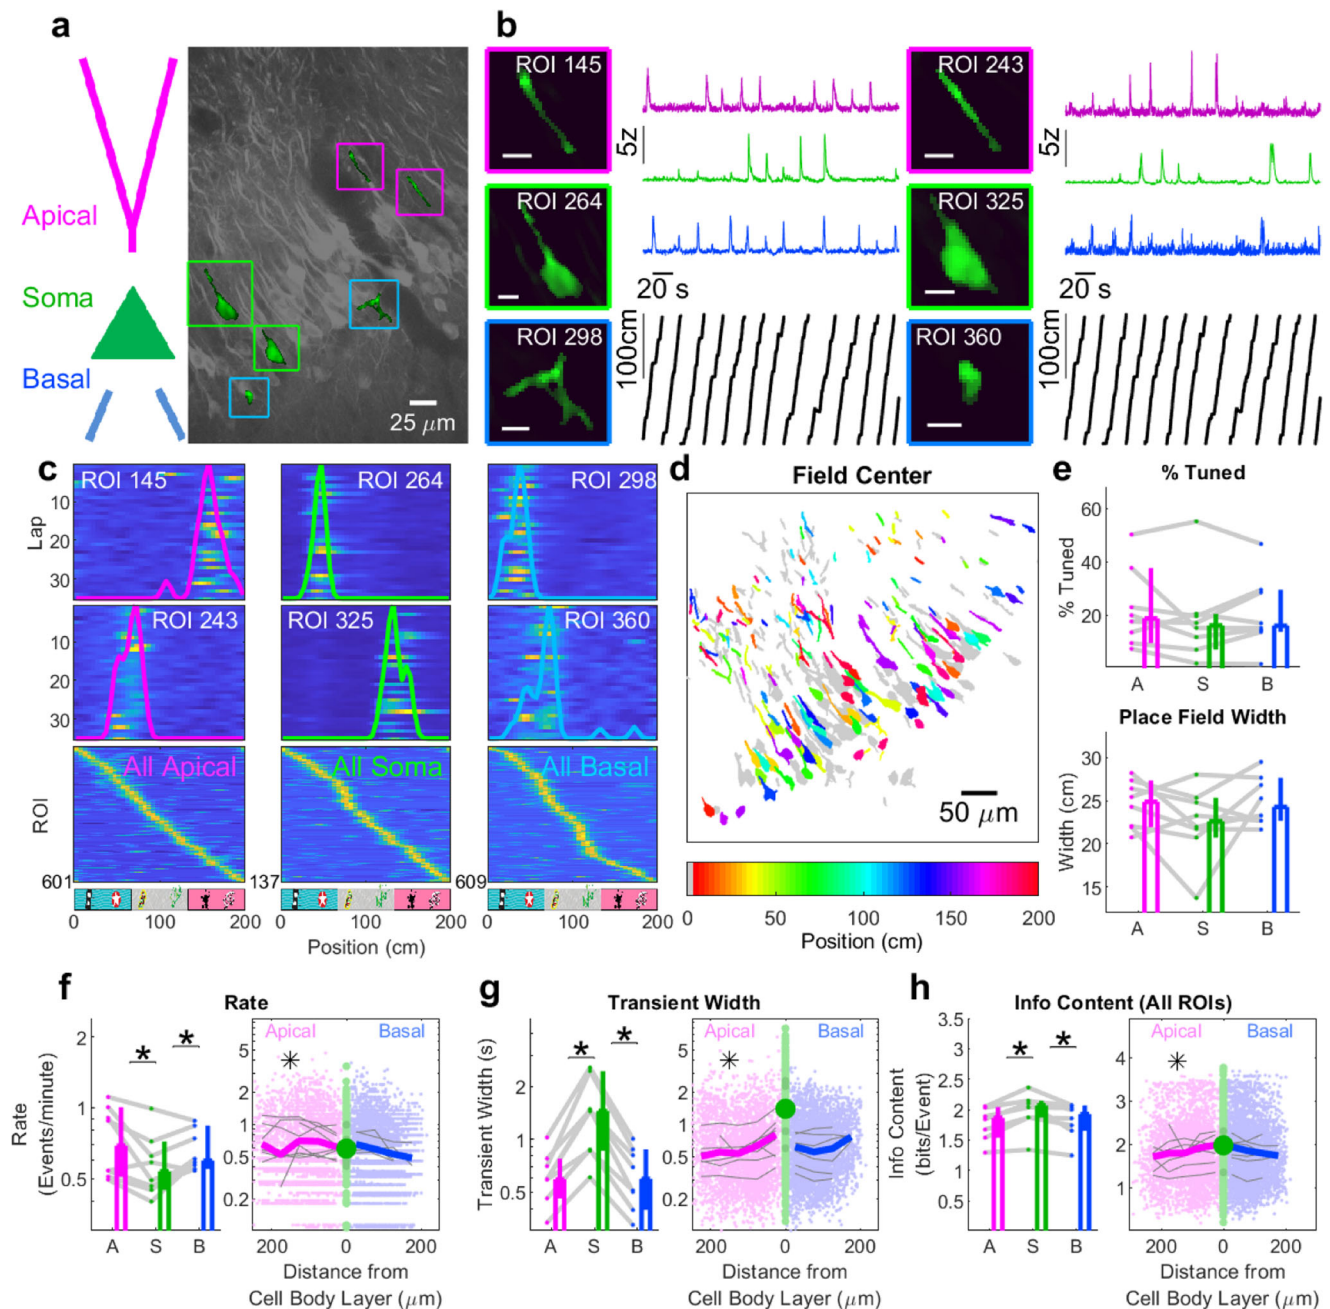 a
Apical
Soma
Basal
25 μm
b
ROI 145
ROI 264
ROI 298
5z
20 s
100cm
ROI 243
ROI 325
ROI 360
5z
20 s
100cm
c
Lap
10
20
30
ROI 145
ROI 264
ROI 298
10
20
30
ROI 243
ROI 325
ROI 360
ROI
All Apical
All Soma
All Basal
601
137
609
0 100 200
0 100 200
0 100 200
Position (cm)
d
Field Center
50 μm
0 50 100 150 200
Position (cm)
e
% Tuned
% Tuned
60
40
20
A S B
Place Field Width
Width (cm)
30
25
20
15
A S B
f
Rate
Rate
(Events/minute)
2
1
0.5
* *
A S B
Apical Basal
5
2
1
0.5
0.2
200 0 200
Distance from
Cell Body Layer (μm)
g
Transient Width
Transient Width (s)
2
1
0.5
* *
A S B
Apical Basal
5
2
1
0.5
0.2
200 0 200
Distance from
Cell Body Layer (μm)
h
Info Content (All ROIs)
Info Content
(bits/Event)
3.5
3
2.5
2
1.5
1
0.5
* *
A S B
Apical Basal
4
3
2
1
200 0 200
Distance from
Cell Body Layer (μm)